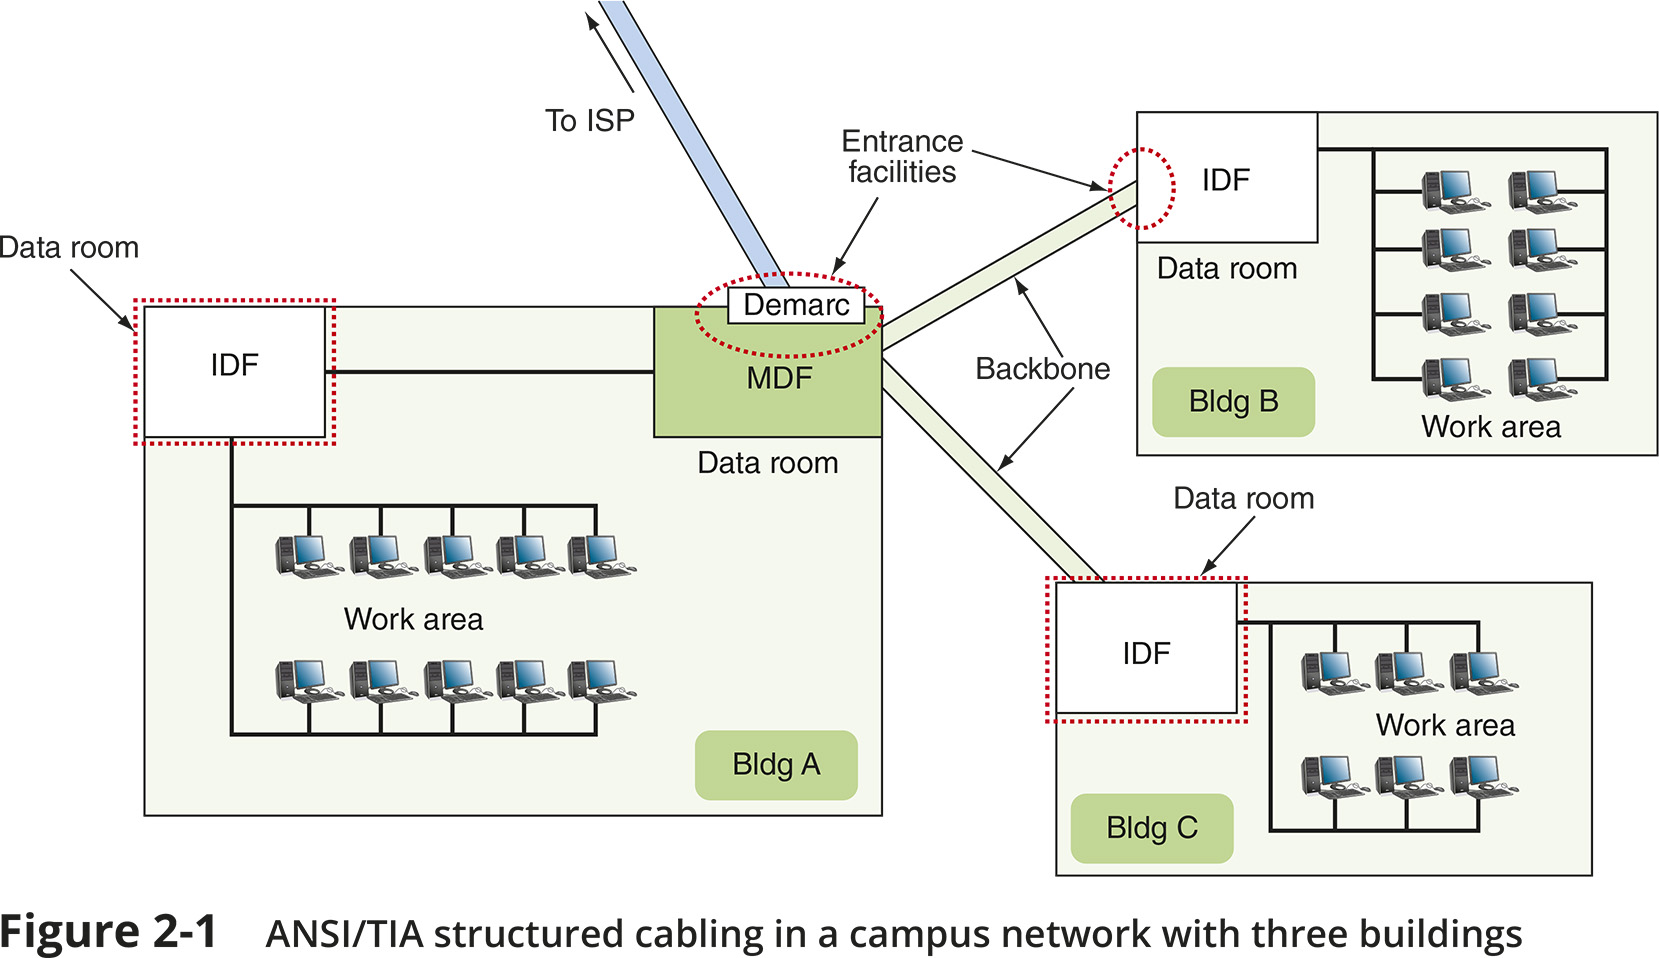 To ISP
Entrance
facilities
IDF
Data room
Data room
Demarc
IDF
MDF
Backbone
Bldg B
Work area
Data room
Data room
Work area
IDF
Work area
Bldg A
Bldg C
Figure 2-1 ANSI/TIA structured cabling in a campus network with three buildings